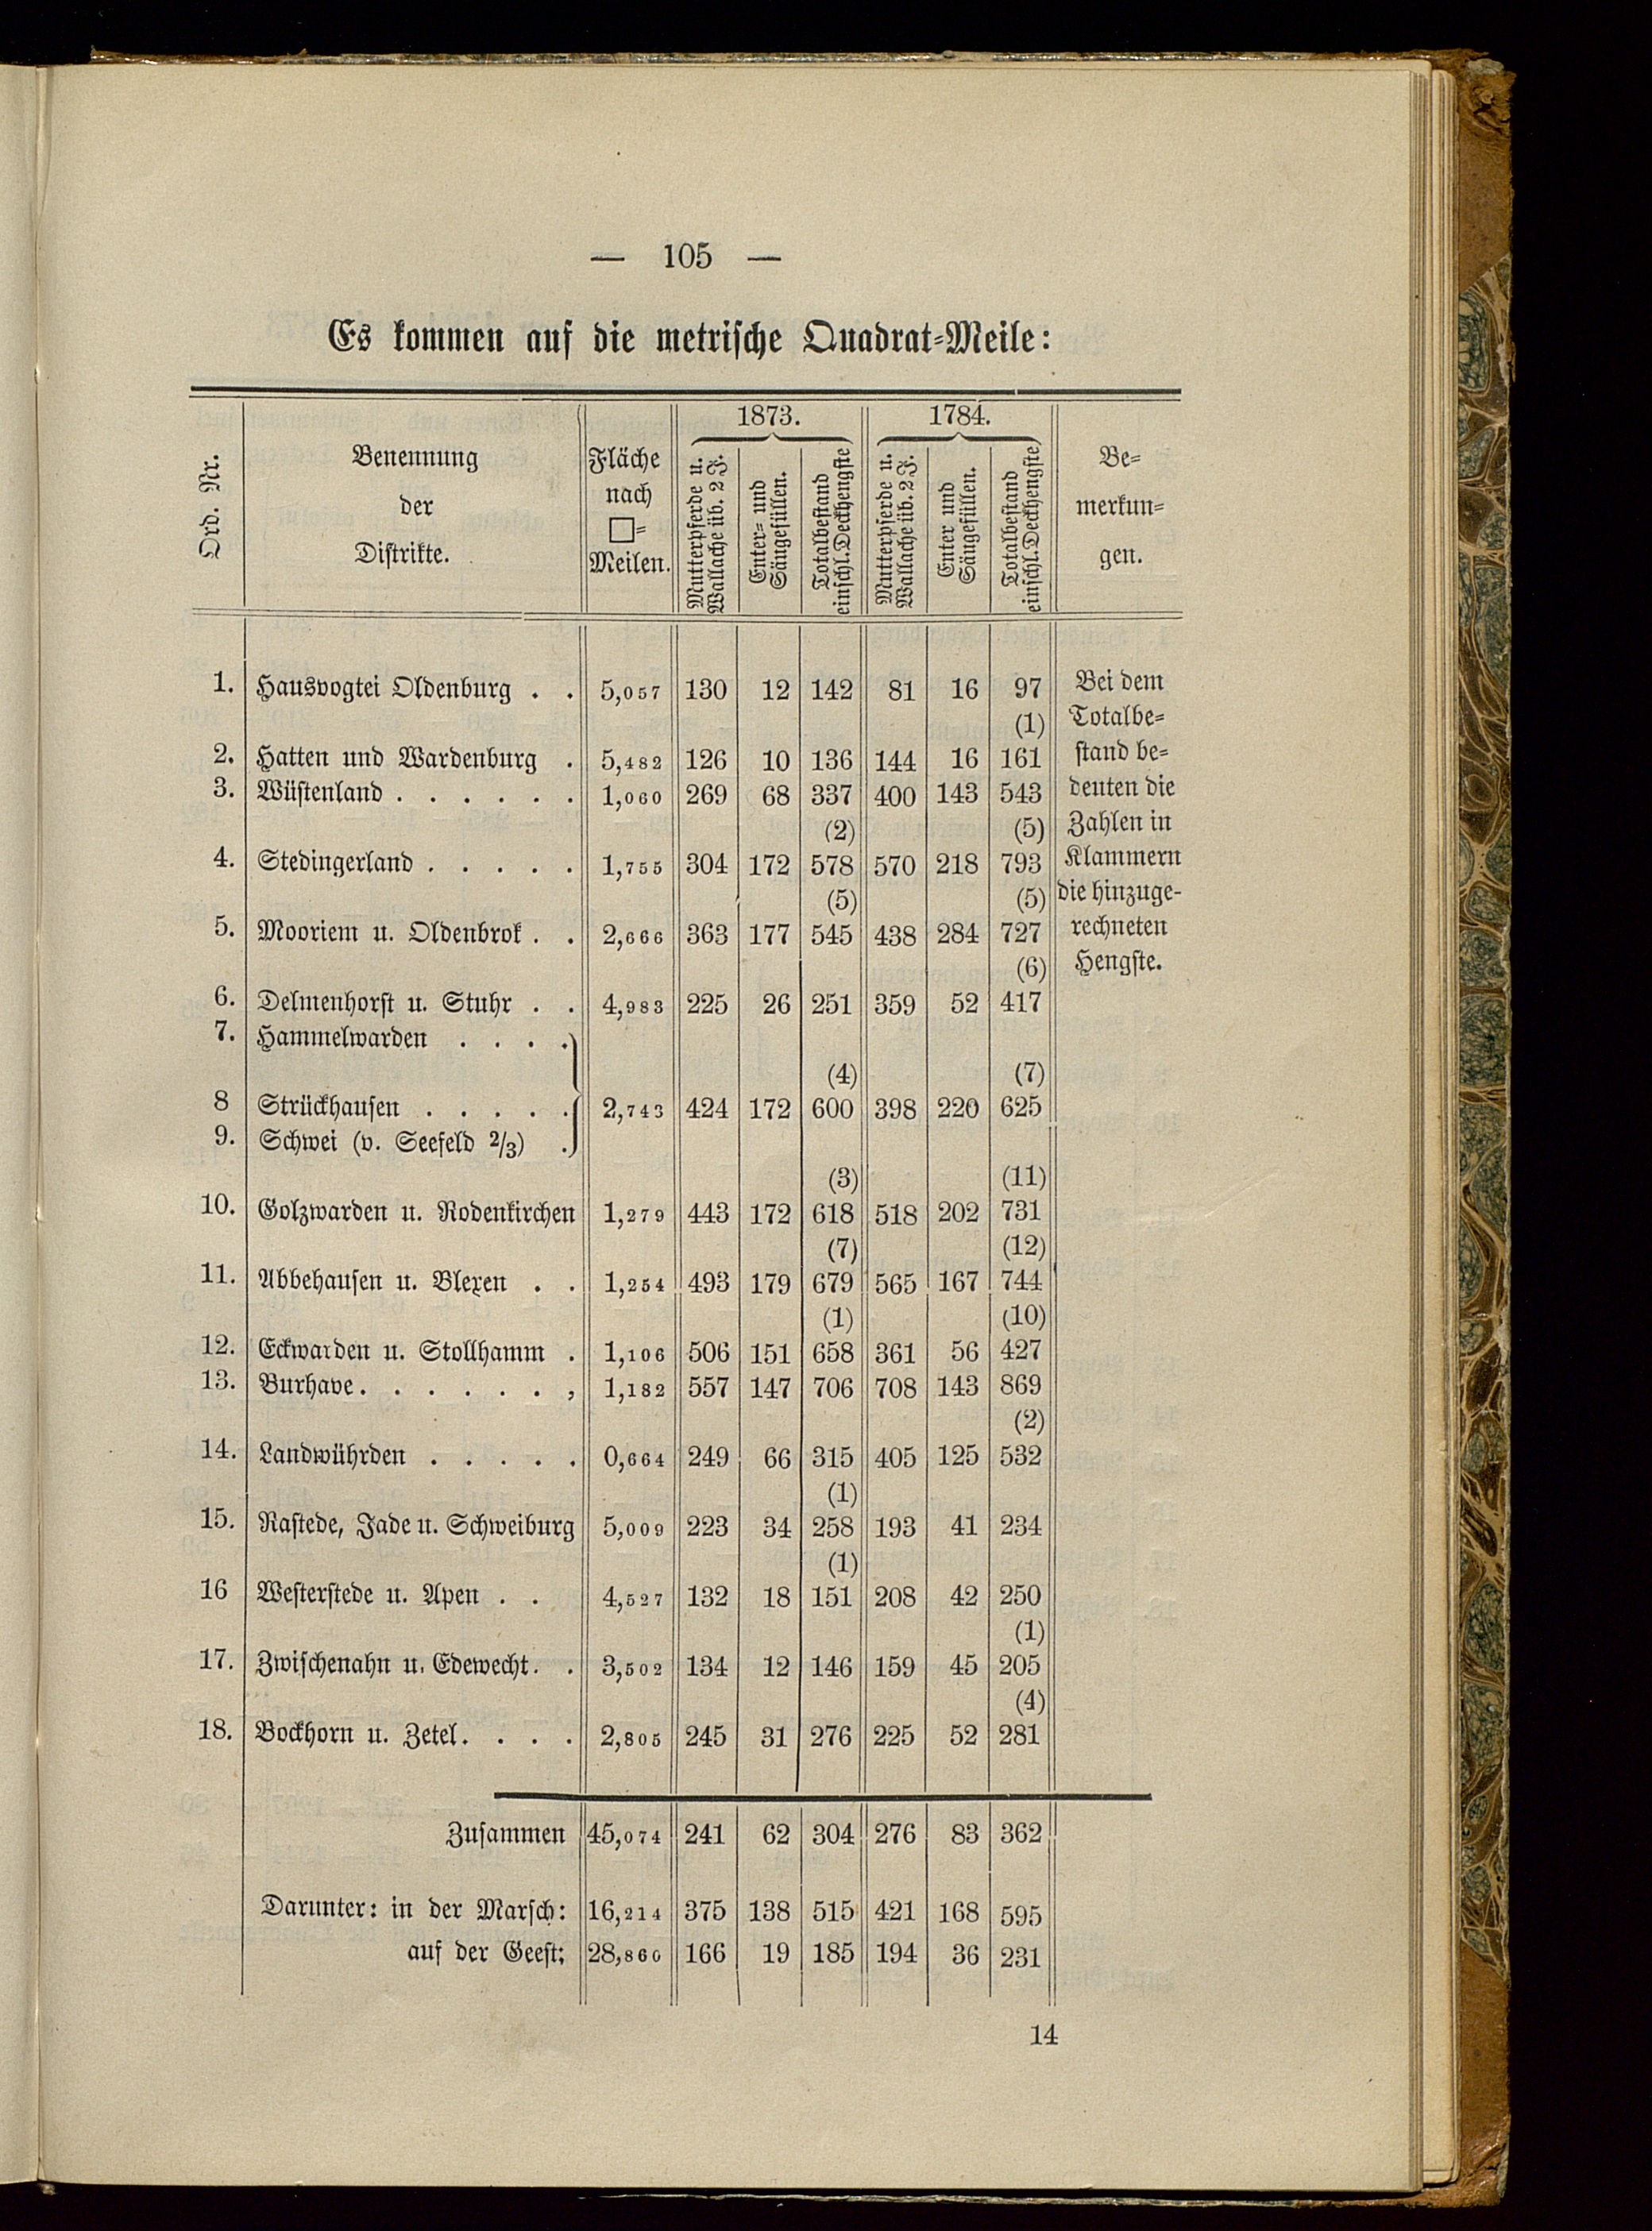 — 105 —
Es kommen auf die metrische Quadrat-Meile:
Ord. Nr. | Benennung der Distrikte. | Fläche nach □-Meilen. | 1873. | 1784. | Be-merkun-gen.
Mutterpferde u. Wallache üb. 2 J. | Enter- und Säugefüllen. | Totalbestand einschl. Deckhengste | Mutterpferde u. Wallache üb. 2 J. | Enter und Säugefüllen. | Totalbestand einschl. Deckhengste
1. Hausvogtei Oldenburg . . 5,057 130 12 142 81 16 97 Bei dem
(1) Totalbe-
2. Hatten und Wardenburg . 5,482 126 10 136 144 16 161 stand be-
3. Wüstenland . . . . . . 1,060 269 68 337 400 143 543 deuten die
(2) (5) Zahlen in
4. Stedingerland . . . . . 1,755 304 172 578 570 218 793 Klammern
(5) (5) die hinzuge-
5. Mooriem u. Oldenbrok . . 2,666 363 177 545 438 284 727 rechneten
(6) Hengste.
6. Delmenhorst u. Stuhr . . 4,983 225 26 251 359 52 417
7. Hammelwarden . . . .
(4) (7)
8 Strückhausen . . . . . 2,743 424 172 600 398 220 625
9. Schwei (v. Seefeld 2/3) .
(3) (11)
10. Golzwarden u. Rodenkirchen 1,279 443 172 618 518 202 731
(7) (12)
11. Abbehausen u. Blexen . . 1,254 493 179 679 565 167 744
(1) (10)
12. Eckwarden u. Stollhamm . 1,106 506 151 658 361 56 427
13. Burhave . . . . . . , 1,182 557 147 706 708 143 869
(2)
14. Landwührden . . . . . 0,664 249 66 315 405 125 532
(1)
15. Rastede, Jade u. Schweiburg 5,009 223 34 258 193 41 234
(1)
16 Westerstede u. Apen . . 4,527 132 18 151 208 42 250
(1)
17. Zwischenahn u. Edewecht . . 3,502 134 12 146 159 45 205
(4)
18. Bockhorn u. Zetel . . . . 2,805 245 31 276 225 52 281
Zusammen 45,074 241 62 304 276 83 362
Darunter: in der Marsch: 16,214 375 138 515 421 168 595
auf der Geest: 28,860 166 19 185 194 36 231
14